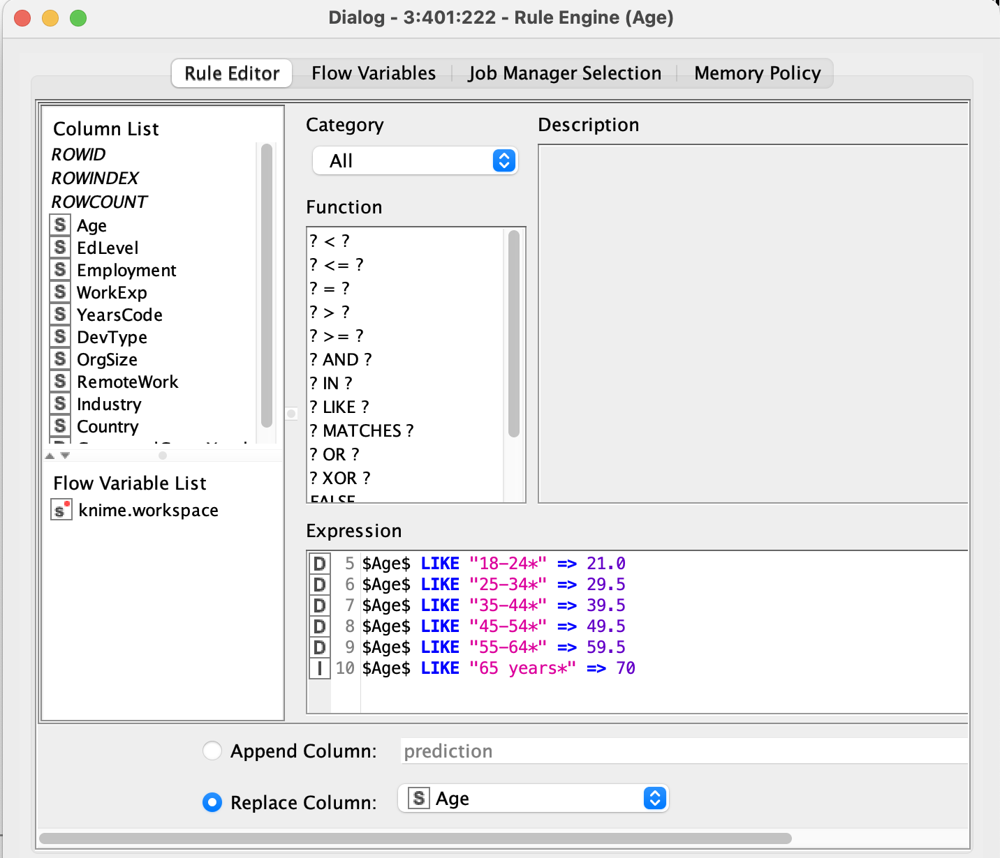 Dialog - 3:401:222 - Rule Engine (Age)
Rule Editor
Flow Variables
Job Manager Selection
Memory Policy
Column List
ROWID
ROWINDEX
ROWCOUNT
S Age
S EdLevel
S Employment
S WorkExp
S YearsCode
S DevType
S OrgSize
S RemoteWork
S Industry
S Country
Flow Variable List
s knime.workspace
Category
All
Description
Function
? < ?
? <= ?
? = ?
? > ?
? >= ?
? AND ?
? IN ?
? LIKE ?
? MATCHES ?
? OR ?
? XOR ?
FALSE
Expression
D 5 $Age$ LIKE "18-24*" => 21.0
D 6 $Age$ LIKE "25-34*" => 29.5
D 7 $Age$ LIKE "35-44*" => 39.5
D 8 $Age$ LIKE "45-54*" => 49.5
D 9 $Age$ LIKE "55-64*" => 59.5
I 10 $Age$ LIKE "65 years*" => 70
Append Column: prediction
Replace Column: S Age